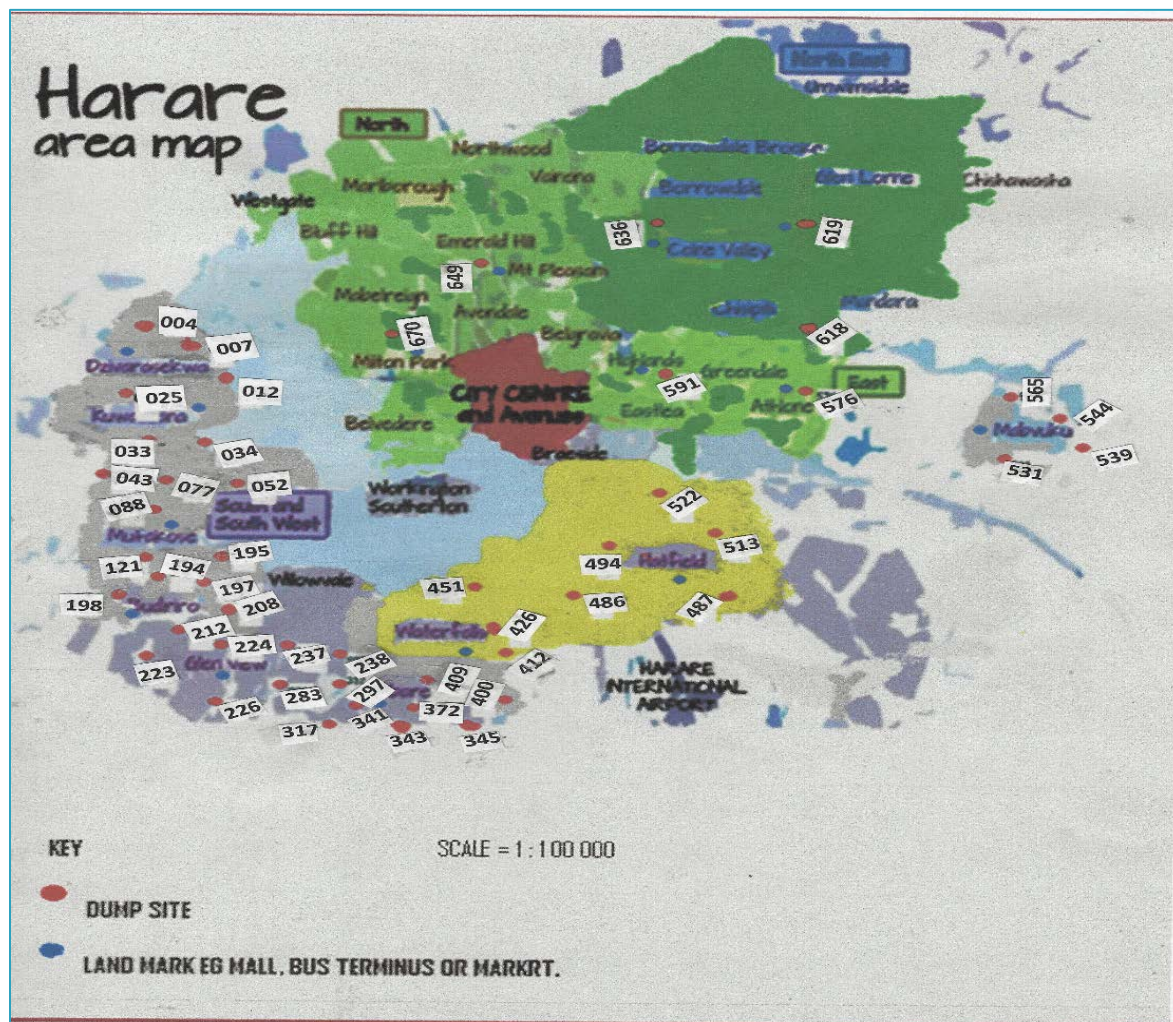 Harare
area map
North East
North
Northwood
Borrowdale Brooke
Vainona
Marlborough
Borrowdale
Glen Lorne
Chishawasha
Westgate
Bluff Hil
Emerald Hil
636
619
Mt Pleasam
649
Mabelreign
Avondale
004
670
Belgravia
618
007
Milton Park
Highlands
Greendale
Dzivarasekwa
CITY CENTRE
and Avenues
591
East
012
025
576
565
544
Eastlea
Belvedere
Mabvuku
033
034
Braeside
539
531
043
077
052
Workington
Southerton
088
South and
South West
522
Mufakose
513
195
494
Hatfield
121
194
Willowvale
451
197
486
487
198
Budiriro
208
426
212
Waterfalls
224
237
238
412
223
Glen View
409
HARARE
INTERNATIONAL
AIRPORT
283
297
400
226
372
341
317
343
345
KEY
SCALE = 1 : 100 000
DUMP SITE
LAND MARK EG MALL, BUS TERMINUS OR MARKRT.